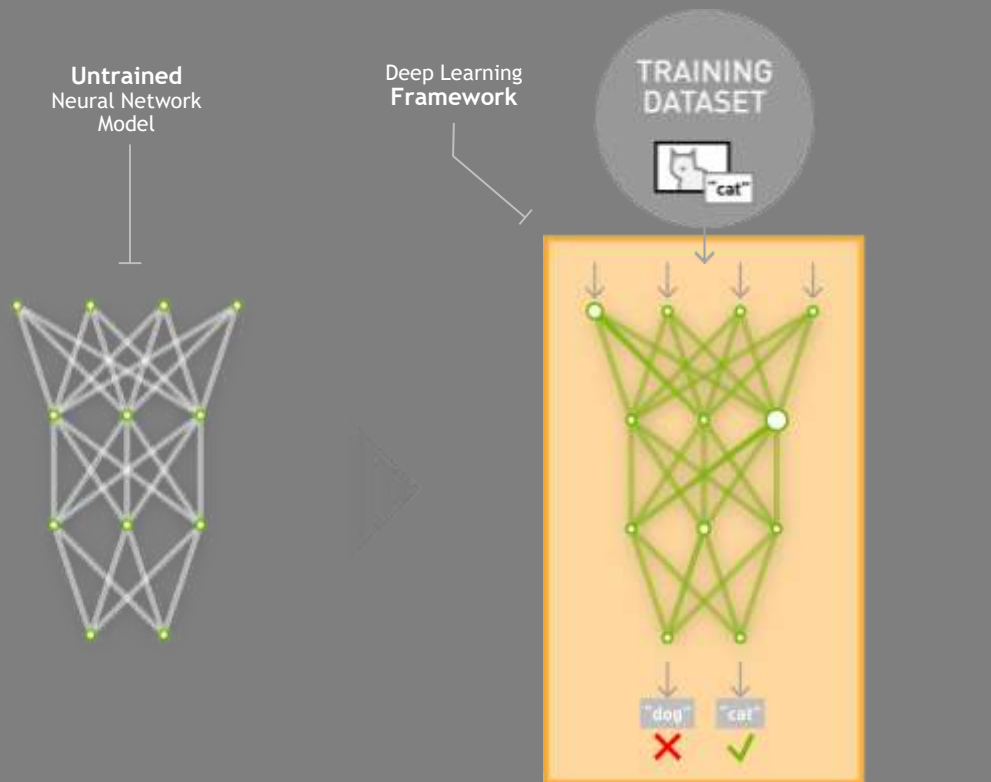 Untrained
Neural Network
Model
Deep Learning
Framework
TRAINING
DATASET
"cat"
"dog"
"cat"